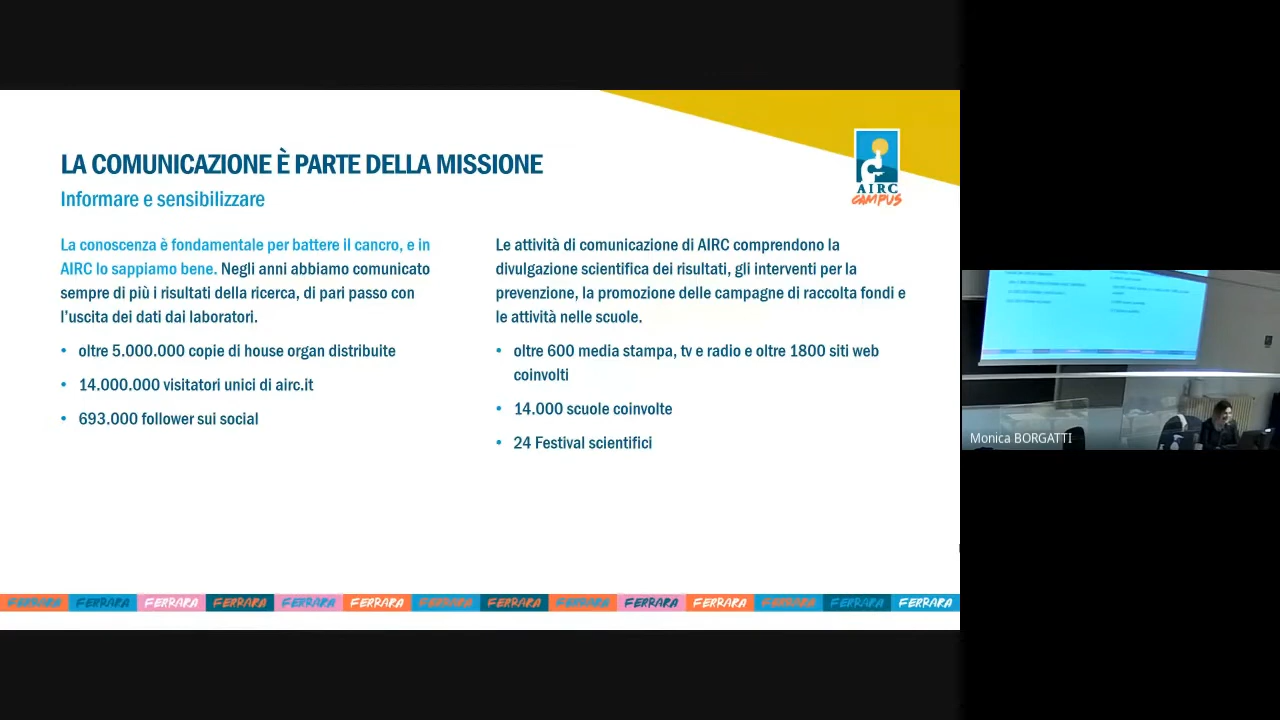 LA COMUNICAZIONE È PARTE DELLA MISSIONE
Informare e sensibilizzare
La conoscenza è fondamentale per battere il cancro, e in
AIRC lo sappiamo bene. Negli anni abbiamo comunicato
sempre di più i risultati della ricerca, di pari passo con
l'uscita dei dati dai laboratori.
• oltre 5.000.000 copie di house organ distribuite
• 14.000.000 visitatori unici di airc.it
• 693.000 follower sui social
Le attività di comunicazione di AIRC comprendono la
divulgazione scientifica dei risultati, gli interventi per la
prevenzione, la promozione delle campagne di raccolta fondi e
le attività nelle scuole.
• oltre 600 media stampa, tv e radio e oltre 1800 siti web
coinvolti
• 14.000 scuole coinvolte
• 24 Festival scientifici
AIRC
CAMPUS
Monica BORGATTI
FERRARA FERRARA FERRARA FERRARA FERRARA FERRARA FERRARA FERRARA FERRARA FERRARA FERRARA FERRARA FERRARA FERRARA